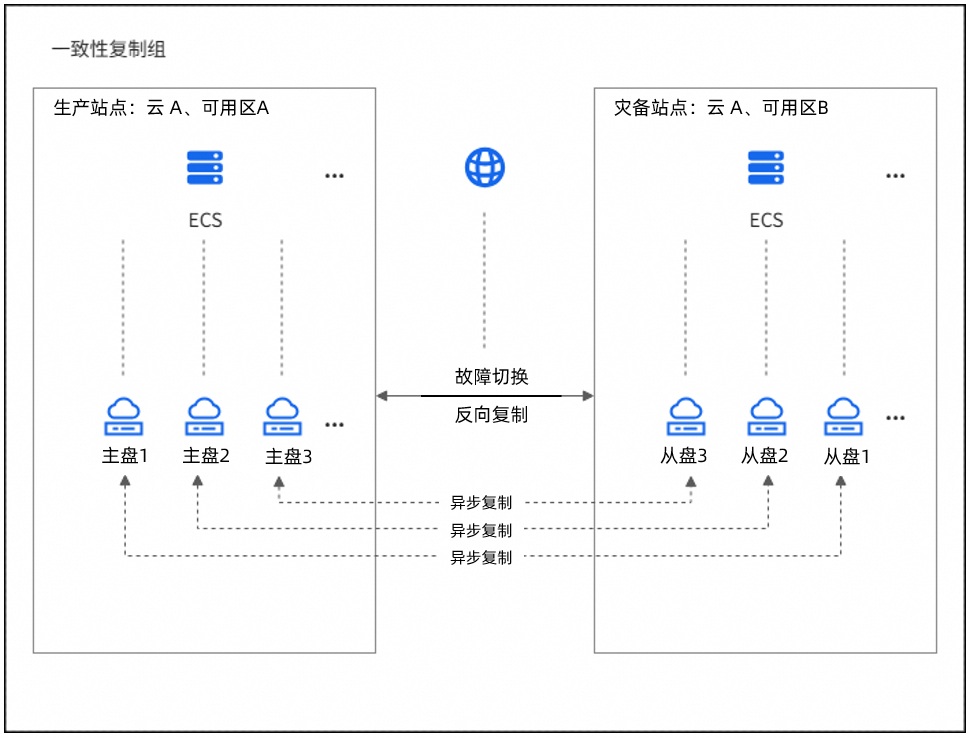 一致性复制组
生产站点：云 A、可用区A
灾备站点：云 A、可用区B
...
...
ECS
ECS
故障切换
反向复制
...
...
主盘1
主盘2
主盘3
从盘3
从盘2
从盘1
异步复制
异步复制
异步复制